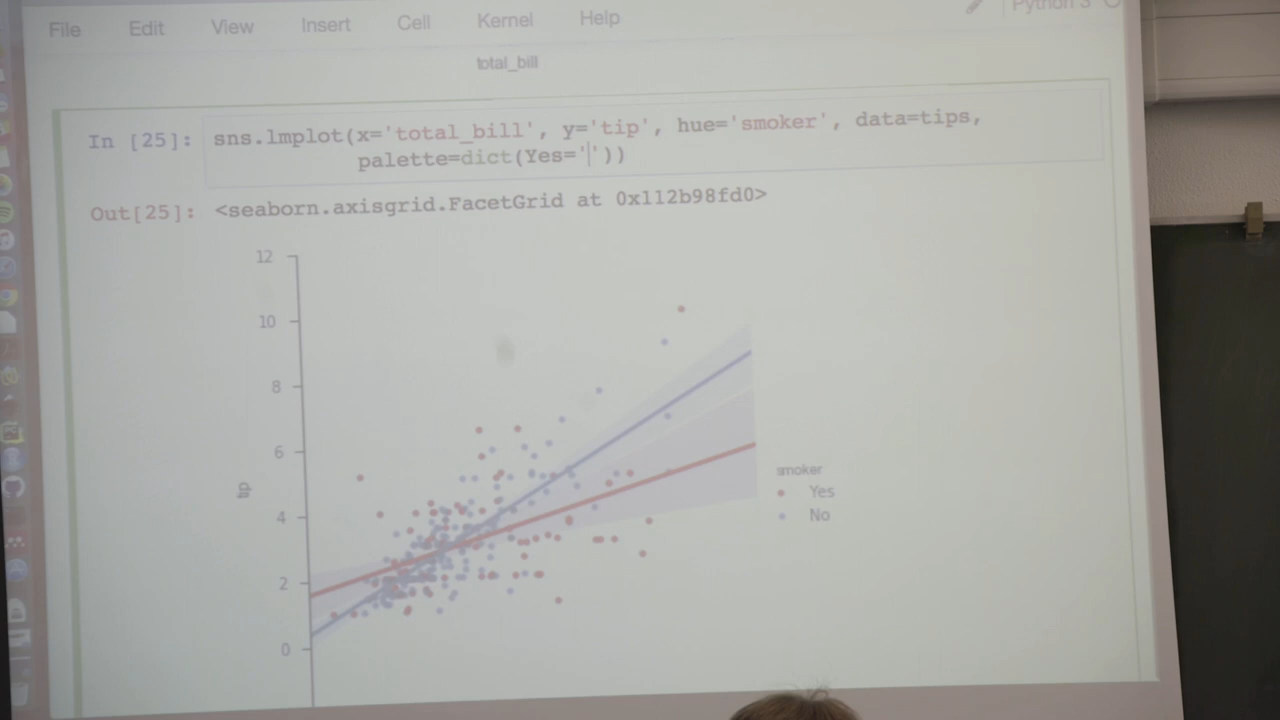 File Edit View Insert Cell Kernel Help Python 3
total_bill
In [25]: sns.lmplot(x='total_bill', y='tip', hue='smoker', data=tips,
palette=dict(Yes=''))
Out[25]: <seaborn.axisgrid.FacetGrid at 0x112b98fd0>
12
10
8
6
4
2
0
tip
smoker
Yes
No